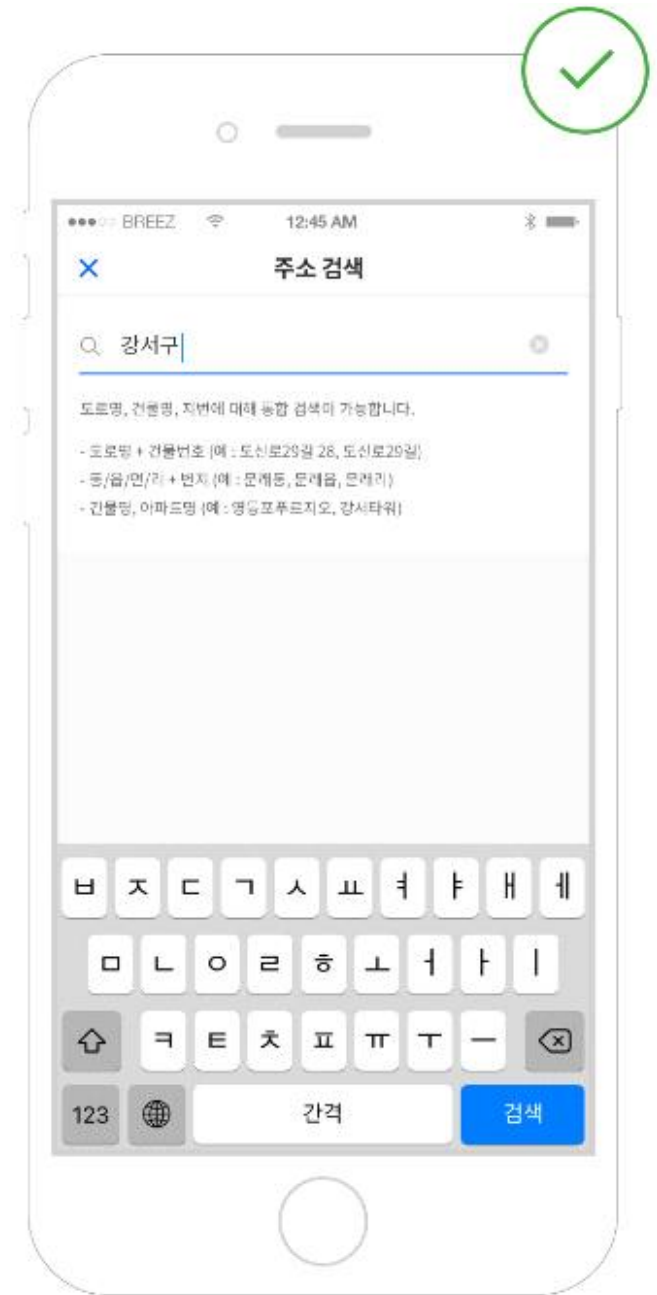 BREEZ 12:45 AM
주소 검색
강서구
도로명, 건물명, 지번에 대해 통합 검색이 가능합니다.
- 도로명 + 건물번호 (예 : 도신로29길 28, 도신로29길)
- 동/읍/면/리 + 번지 (예 : 문래동, 문래읍, 문래리)
- 건물명, 아파트명 (예 : 영등포푸르지오, 강서타워)
ㅂ ㅈ ㄷ ㄱ ㅅ ㅛ ㅕ ㅑ ㅐ ㅔ
ㅁ ㄴ ㅇ ㄹ ㅎ ㅗ ㅓ ㅏ ㅣ
ㅋ ㅌ ㅊ ㅍ ㅠ ㅜ ㅡ
123 간격 검색